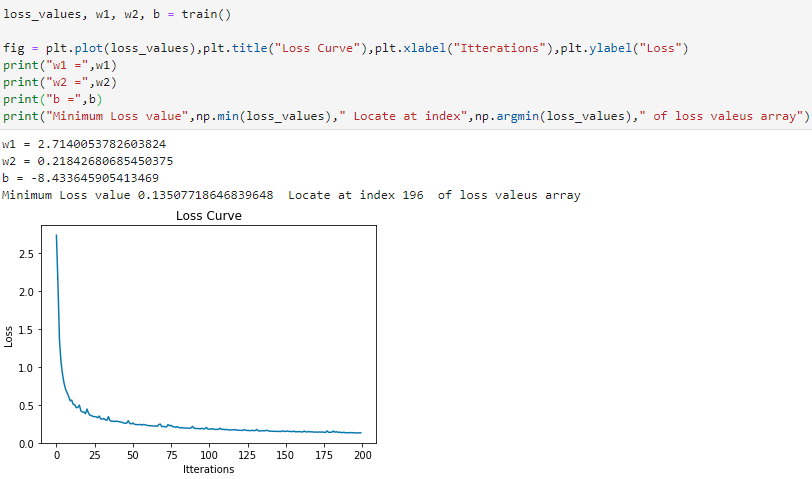 loss_values, w1, w2, b = train()
fig = plt.plot(loss_values),plt.title("Loss Curve"),plt.xlabel("Itterations"),plt.ylabel("Loss")
print("w1 =",w1)
print("w2 =",w2)
print("b =",b)
print("Minimum Loss value",np.min(loss_values)," Locate at index",np.argmin(loss_values)," of loss valeus array")
w1 = 2.7140053782603824
w2 = 0.21842680685450375
b = -8.433645905413469
Minimum Loss value 0.13507718646839648  Locate at index 196  of loss valeus array
Loss Curve
2.5
2.0
1.5
1.0
0.5
0.0
Loss
0 25 50 75 100 125 150 175 200
Itterations